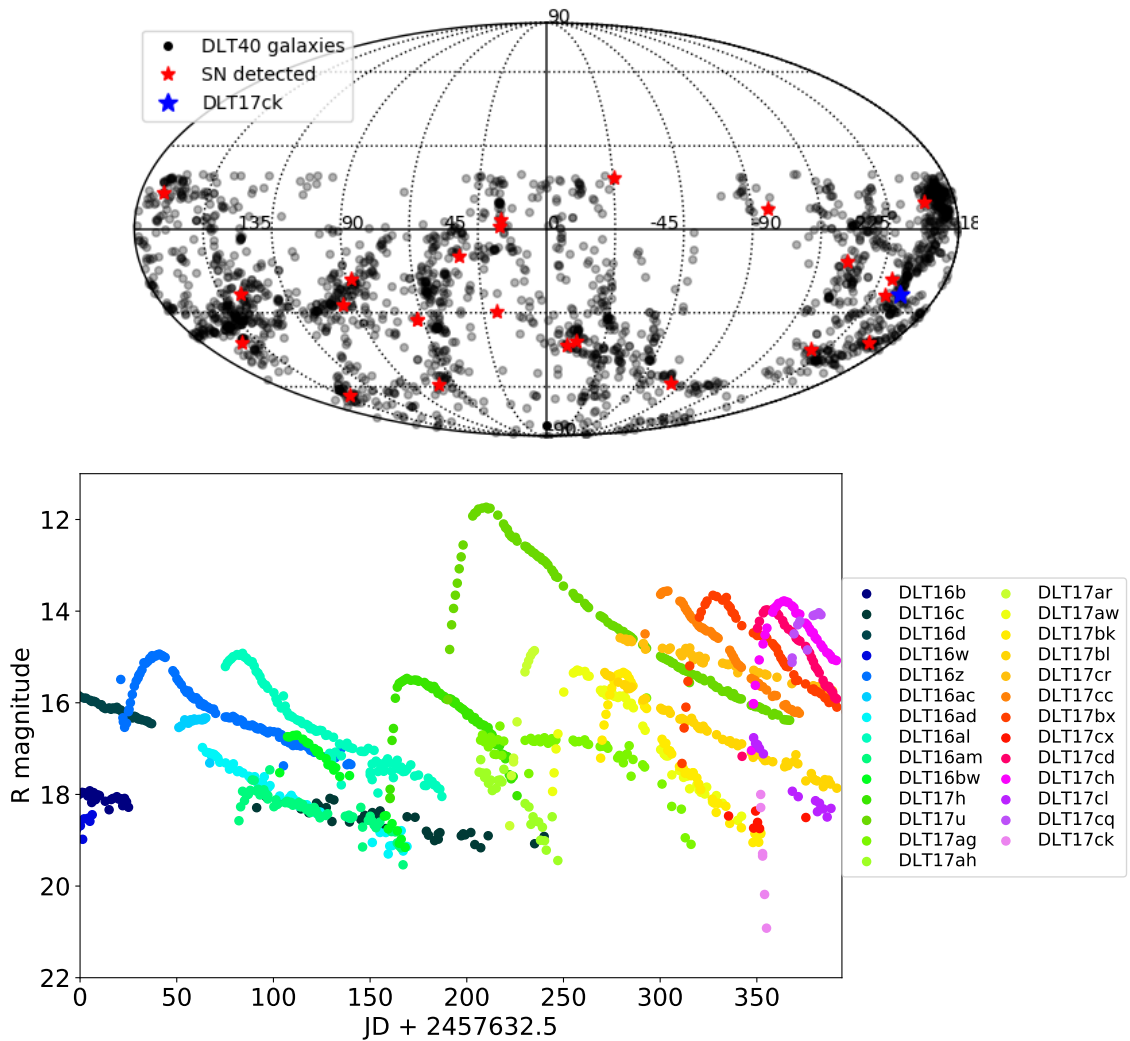 90
DLT40 galaxies
SN detected
DLT17ck
135
90
45
0
-45
-90
-90
12
14
16
18
20
22
R magnitude
0
50
100
150
200
250
300
350
JD + 2457632.5
DLT16b
DLT16c
DLT16d
DLT16w
DLT16z
DLT16ac
DLT16ad
DLT16al
DLT16am
DLT16bw
DLT17h
DLT17u
DLT17ag
DLT17ah
DLT17ar
DLT17aw
DLT17bk
DLT17bl
DLT17cr
DLT17cc
DLT17bx
DLT17cx
DLT17cd
DLT17ch
DLT17cl
DLT17cq
DLT17ck